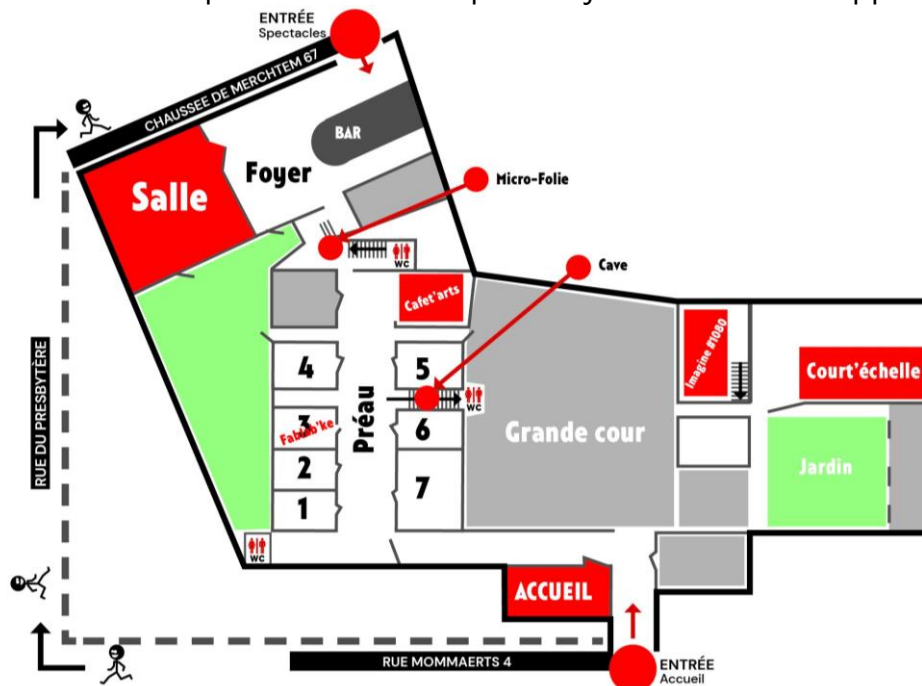 ENTRÉE
Spectacles
CHAUSSEE DE MERCHTEM 67
BAR
Foyer
Salle
Micro-Folie
WC
Cave
Cafet'arts
Imagine #1080
Court'échelle
4
5
WC
3
Fablab'ke
Préau
6
Grande cour
RUE DU PRESBYTÈRE
2
7
Jardin
1
WC
ACCUEIL
RUE MOMMAERTS 4
ENTRÉE
Accueil